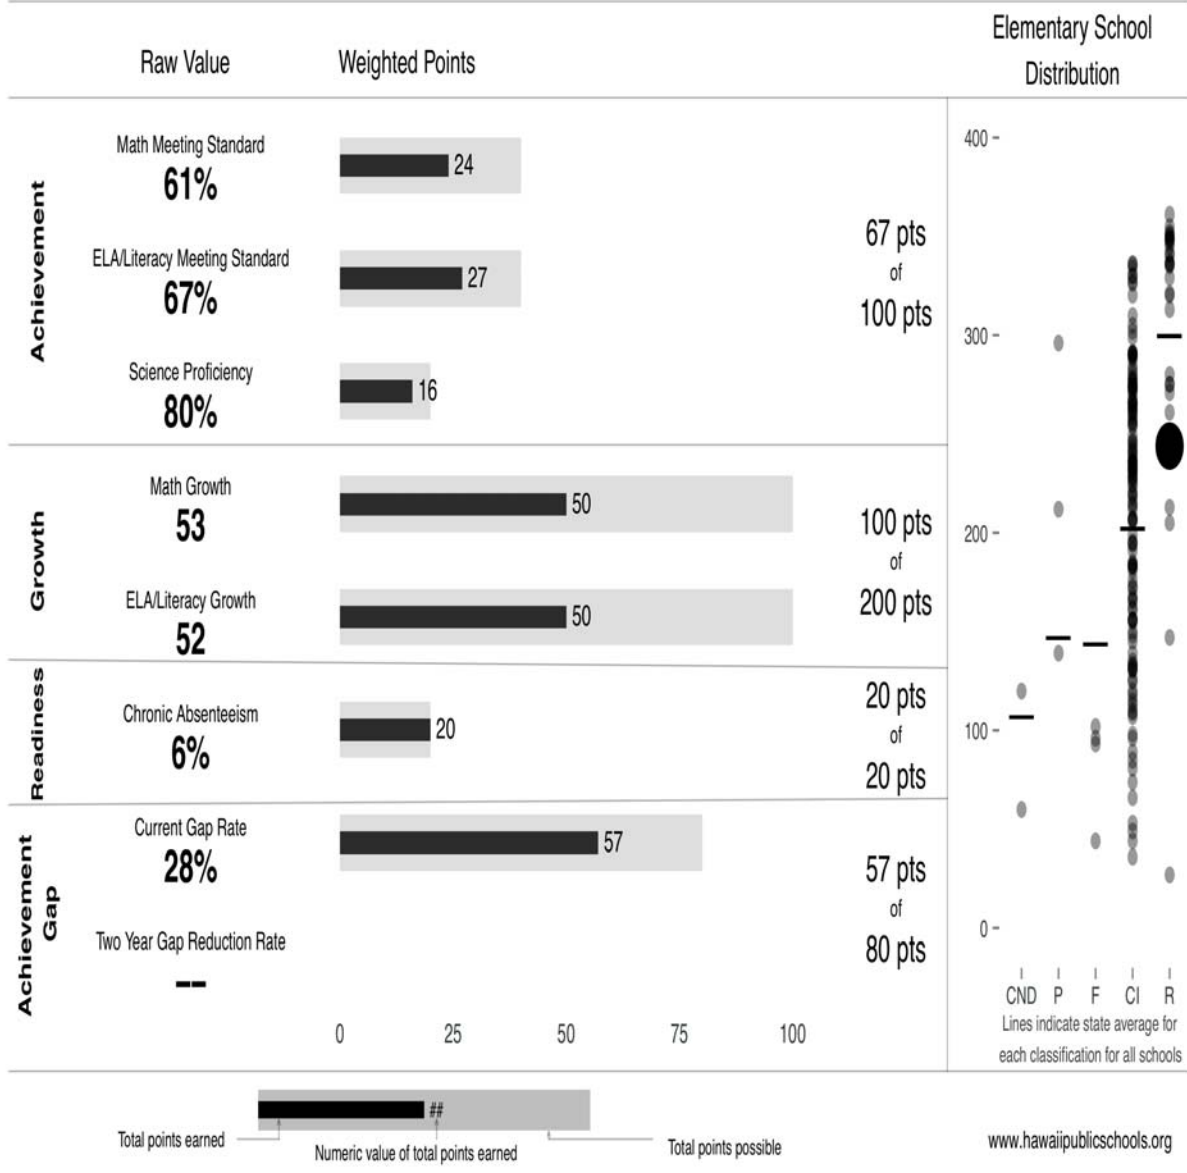 Raw Value
Weighted Points
Elementary School
Distribution
Achievement
Math Meeting Standard
61%
24
ELA/Literacy Meeting Standard
67%
27
Science Proficiency
80%
16
67 pts
of
100 pts
Growth
Math Growth
53
50
ELA/Literacy Growth
52
50
100 pts
of
200 pts
Readiness
Chronic Absenteeism
6%
20
20 pts
of
20 pts
Achievement
Gap
Current Gap Rate
28%
57
Two Year Gap Reduction Rate
--
57 pts
of
80 pts
0 25 50 75 100
400
300
200
100
0
CND P F CI R
Lines indicate state average for
each classification for all schools
##
Total points earned
Numeric value of total points earned
Total points possible
www.hawaiipublicschools.org